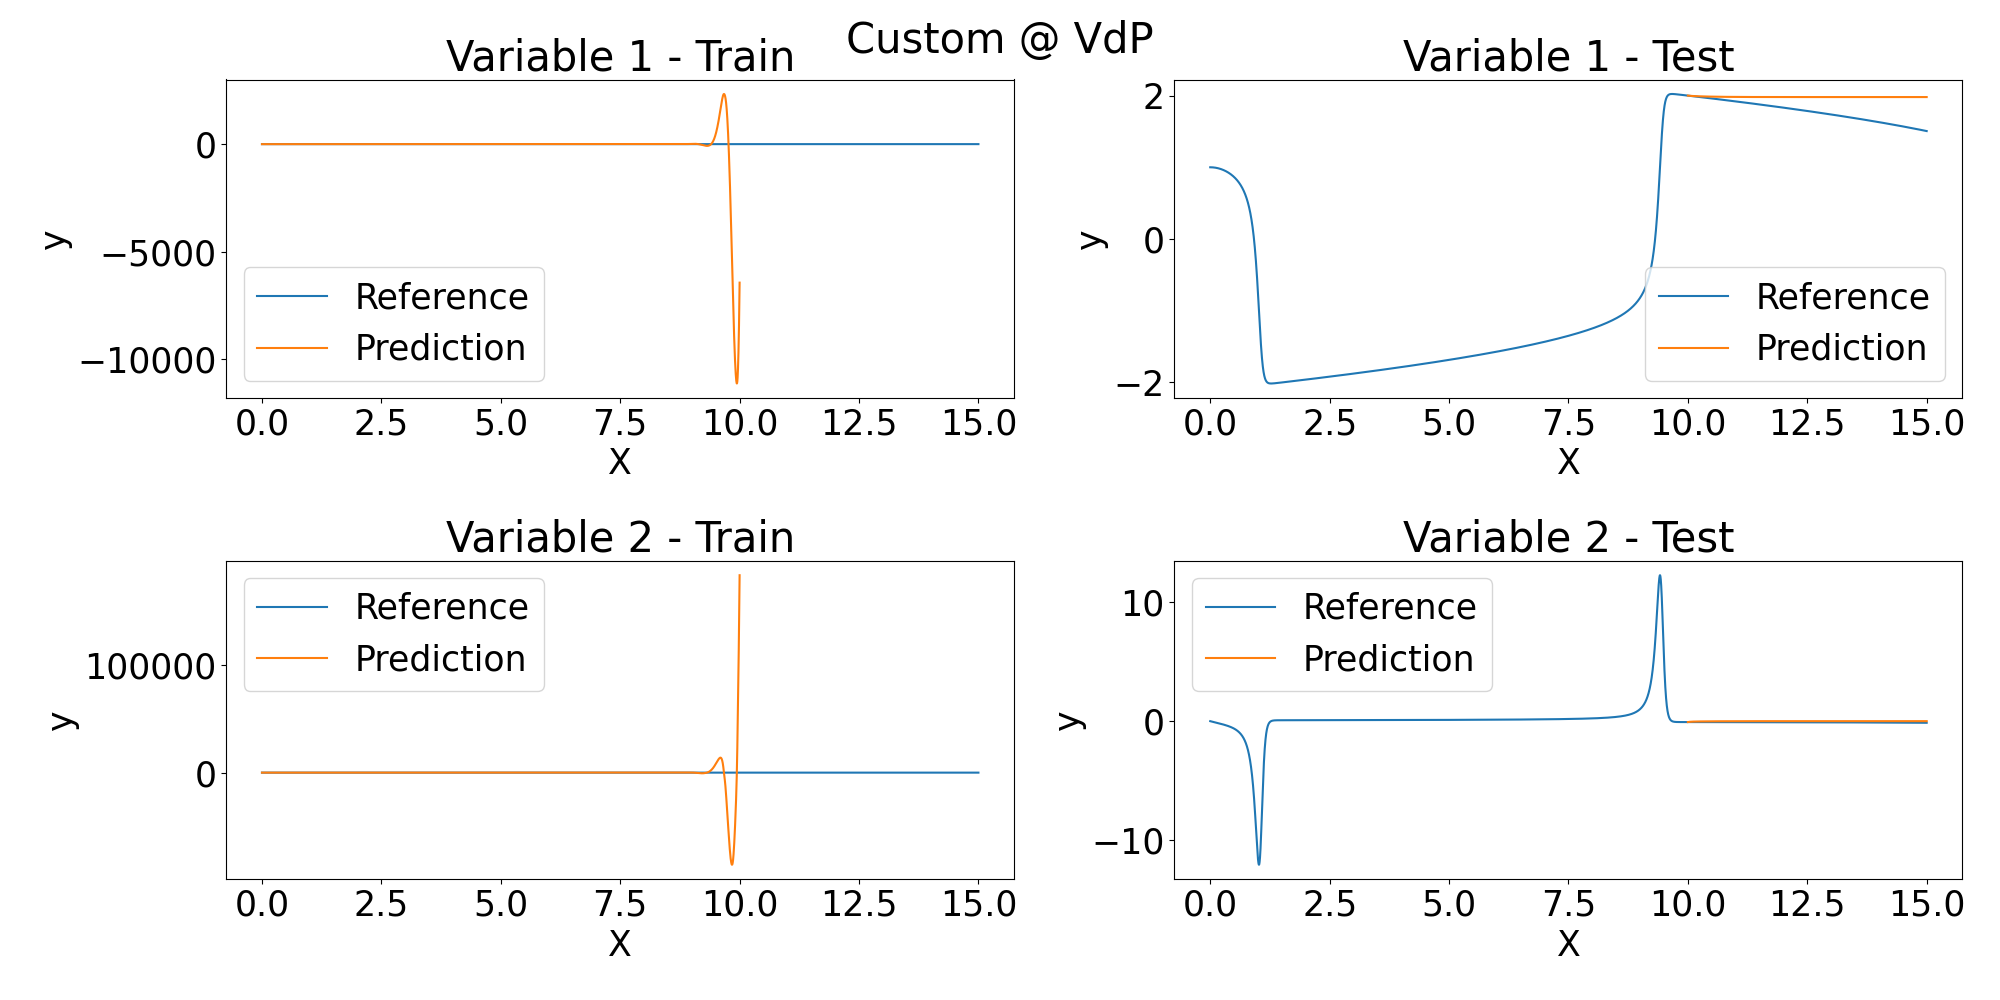 Custom @ VdP
Variable 1 - Train
0
−5000
−10000
y
Reference
Prediction
0.0 2.5 5.0 7.5 10.0 12.5 15.0
X
Variable 1 - Test
2
0
−2
y
Reference
Prediction
0.0 2.5 5.0 7.5 10.0 12.5 15.0
X
Variable 2 - Train
100000
0
y
Reference
Prediction
0.0 2.5 5.0 7.5 10.0 12.5 15.0
X
Variable 2 - Test
10
0
−10
y
Reference
Prediction
0.0 2.5 5.0 7.5 10.0 12.5 15.0
X